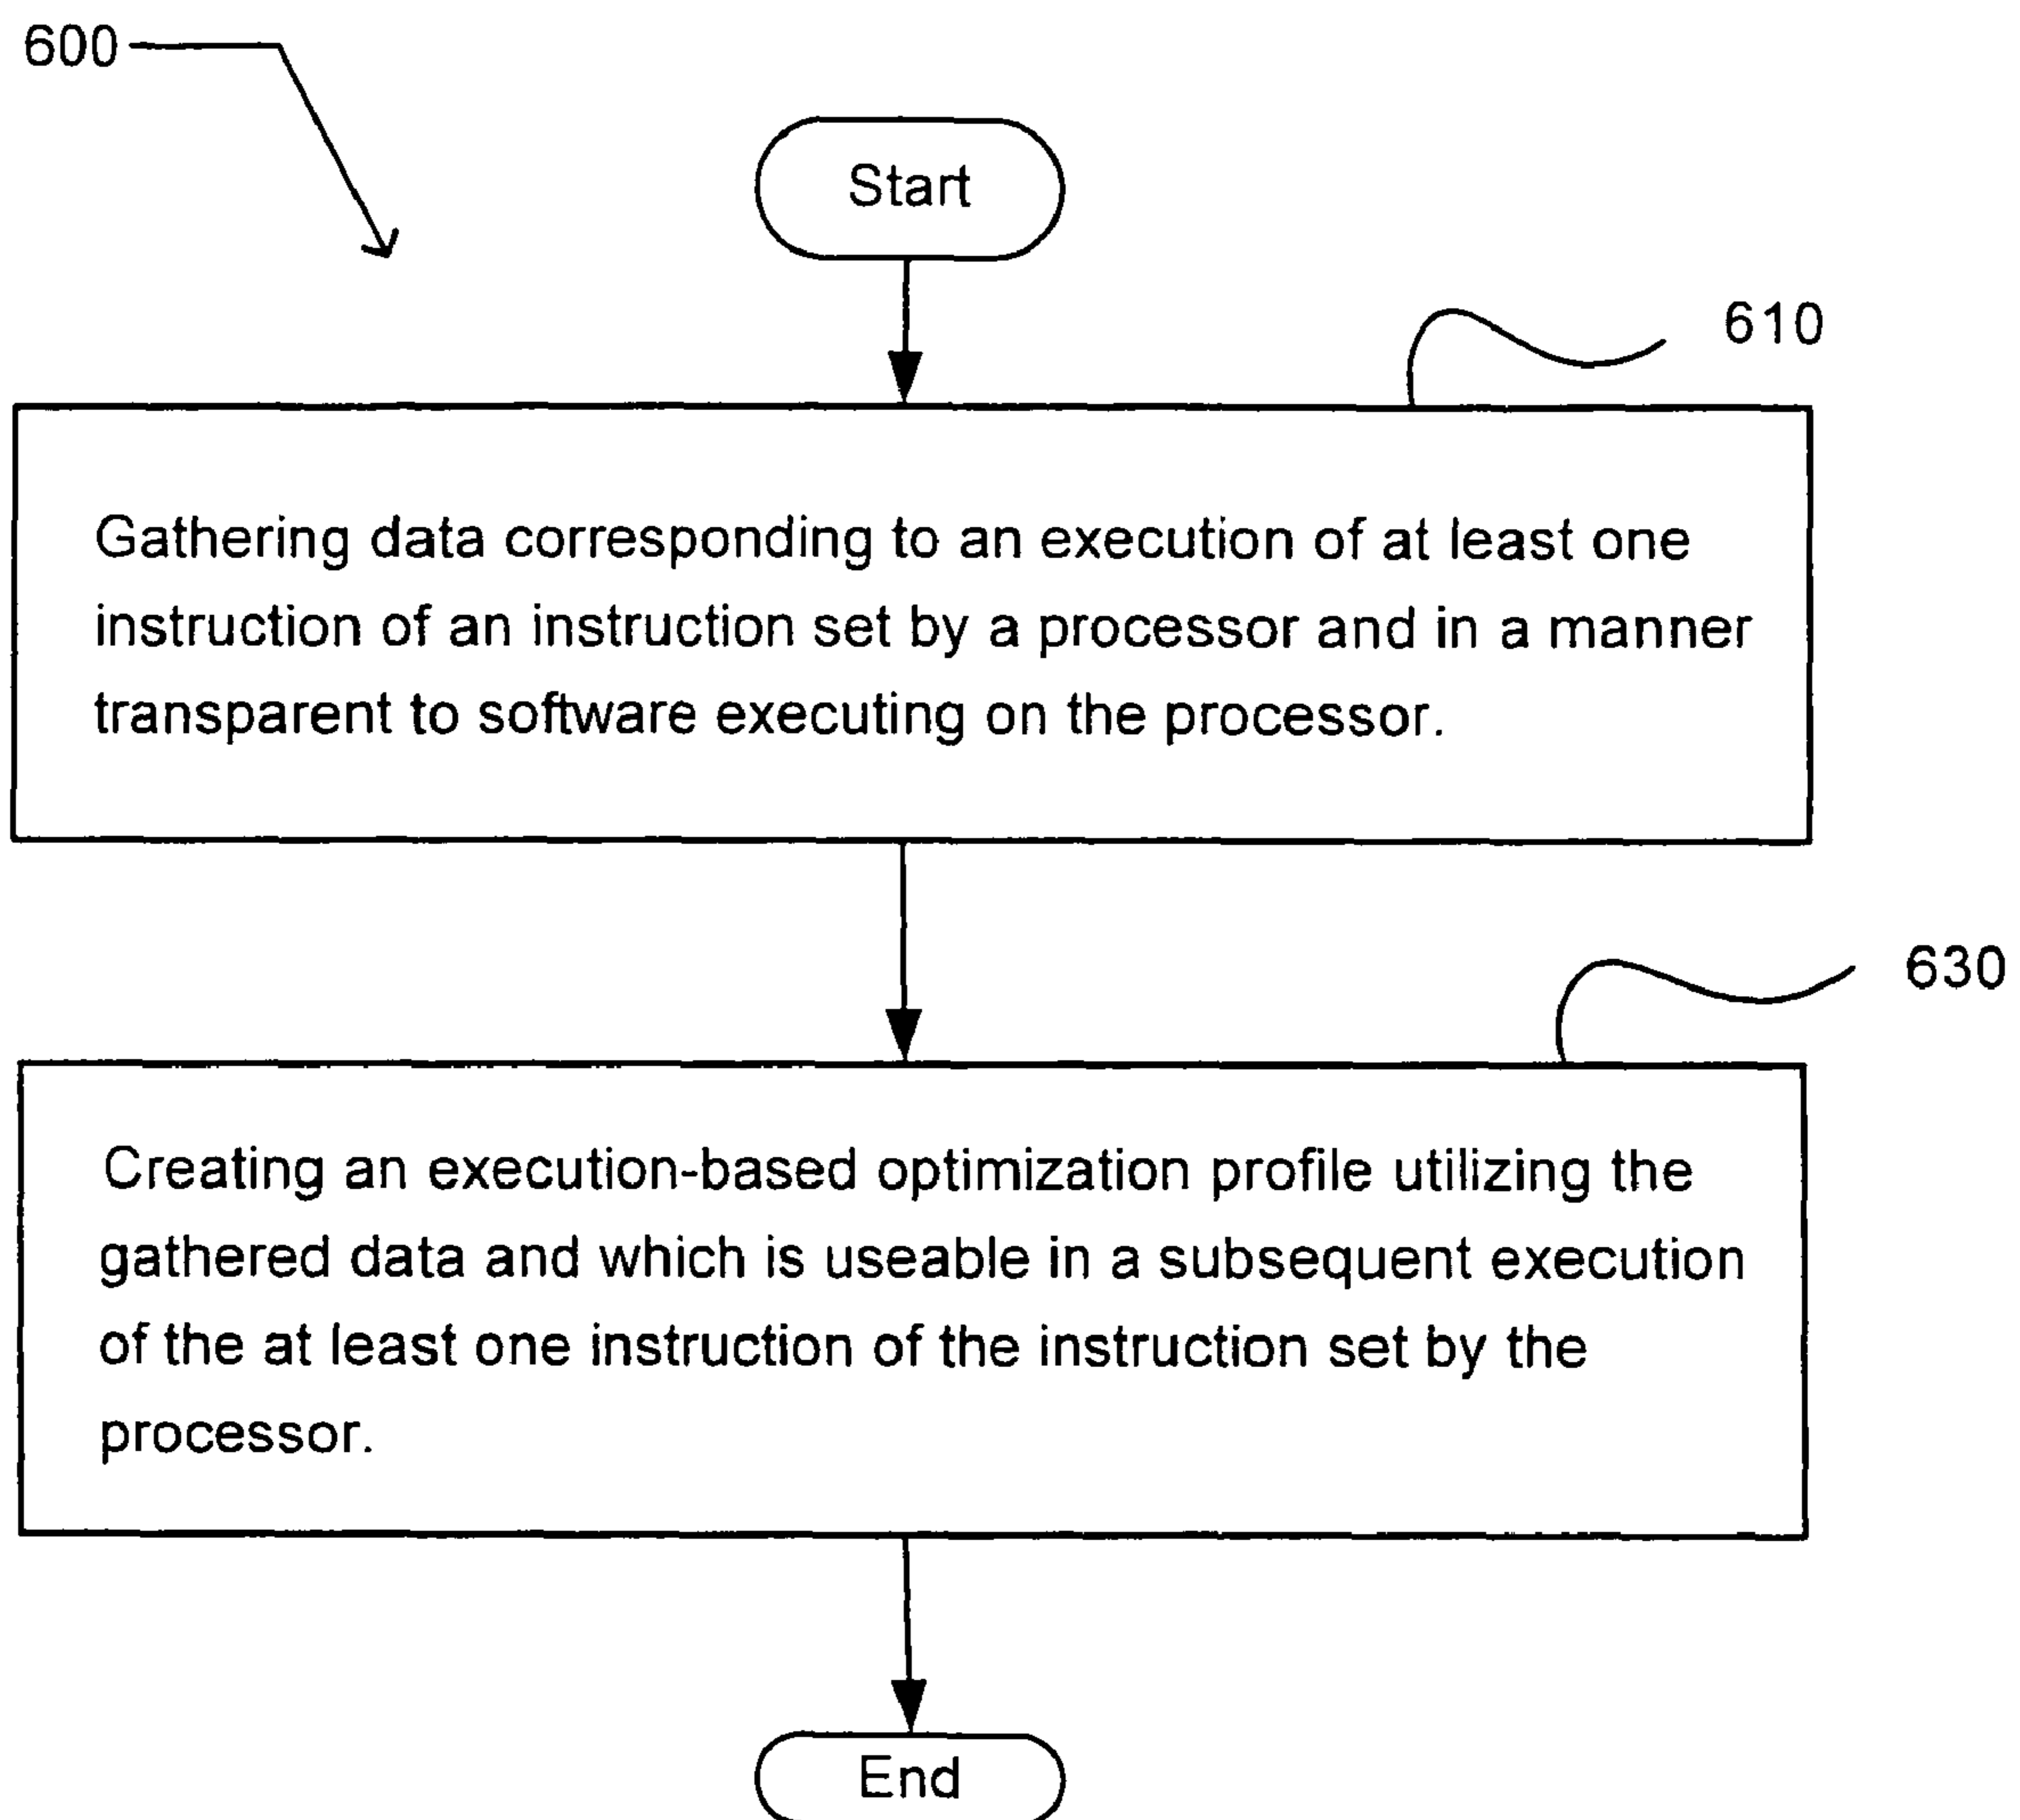 600
Start
610
Gathering data corresponding to an execution of at least one
instruction of an instruction set by a processor and in a manner
transparent to software executing on the processor.
630
Creating an execution-based optimization profile utilizing the
gathered data and which is useable in a subsequent execution
of the at least one instruction of the instruction set by the
processor.
End